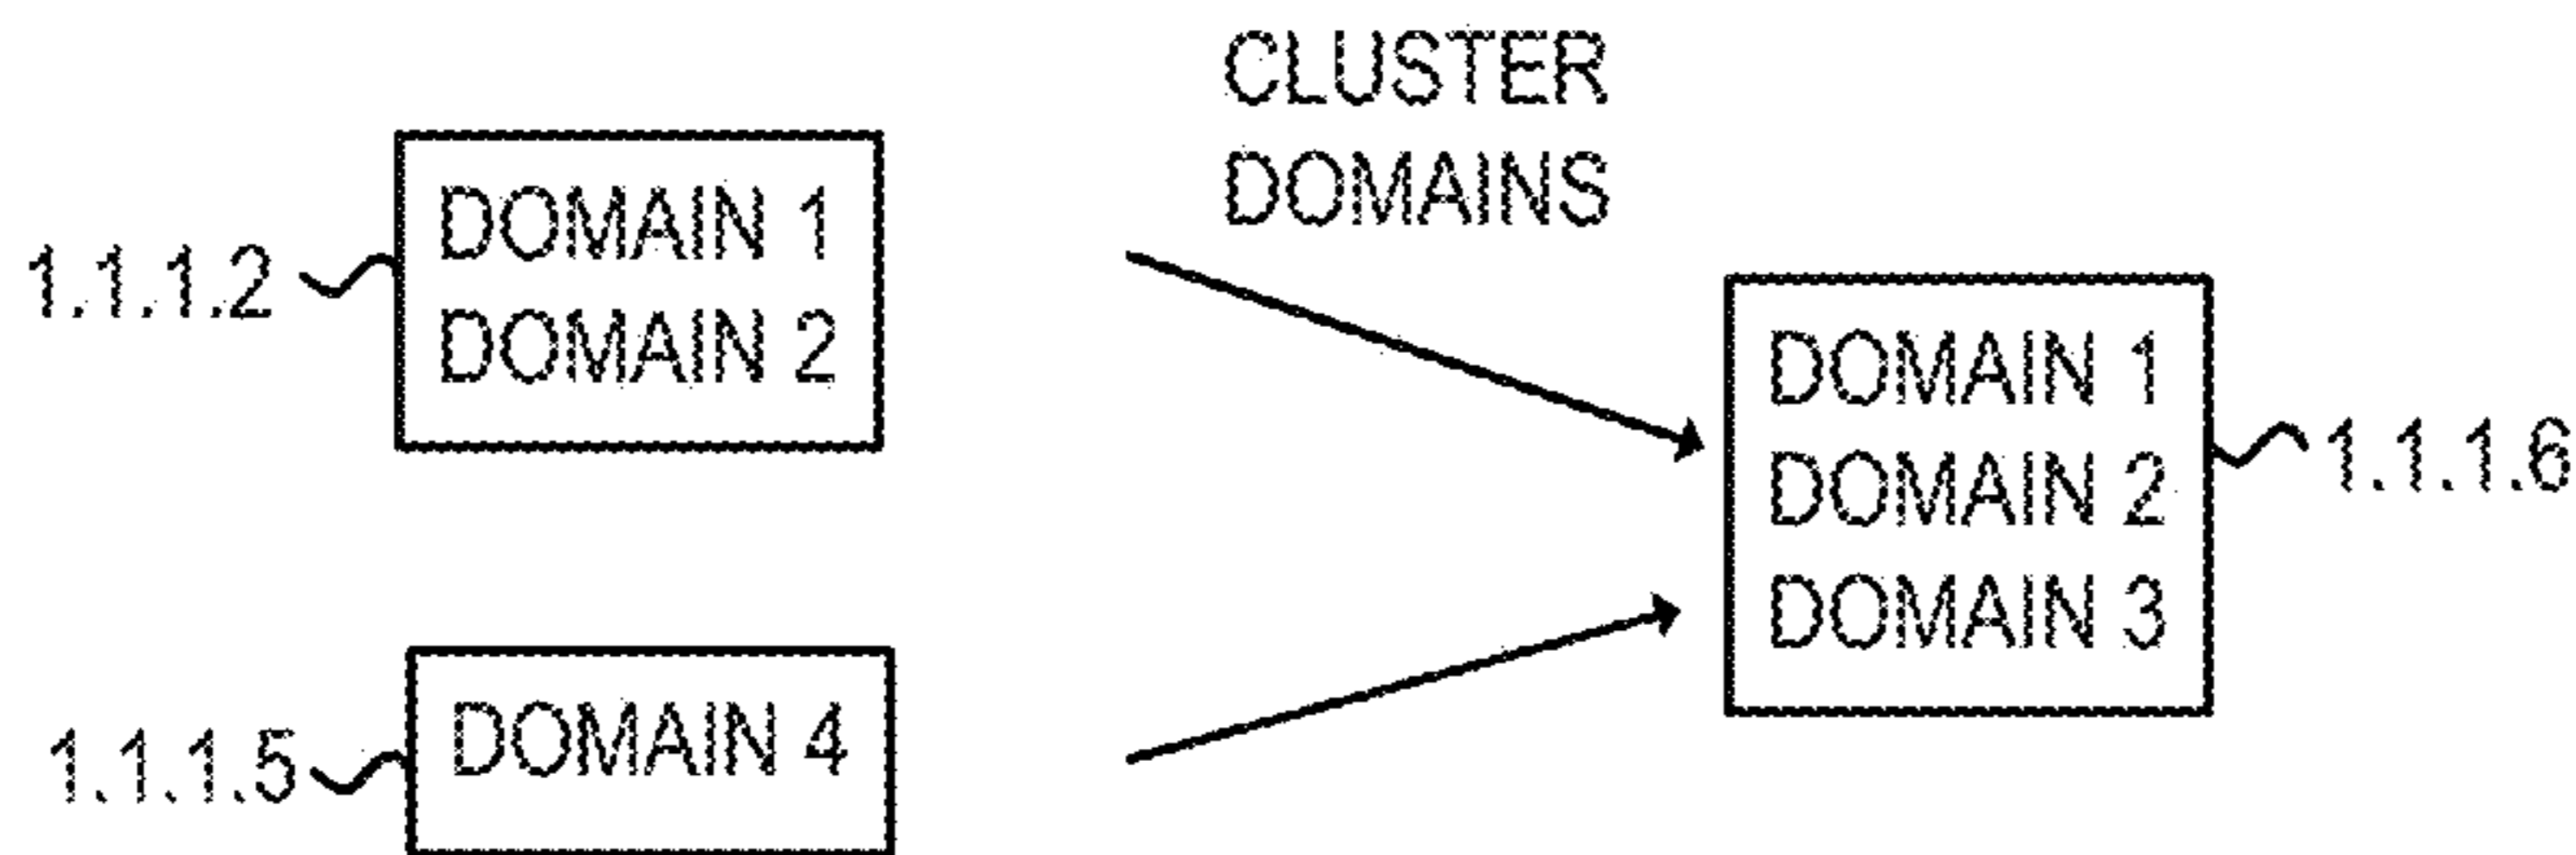 CLUSTER
DOMAINS
1.1.1.2
DOMAIN 1
DOMAIN 2
1.1.1.5
DOMAIN 4
DOMAIN 1
DOMAIN 2
DOMAIN 3
1.1.1.6